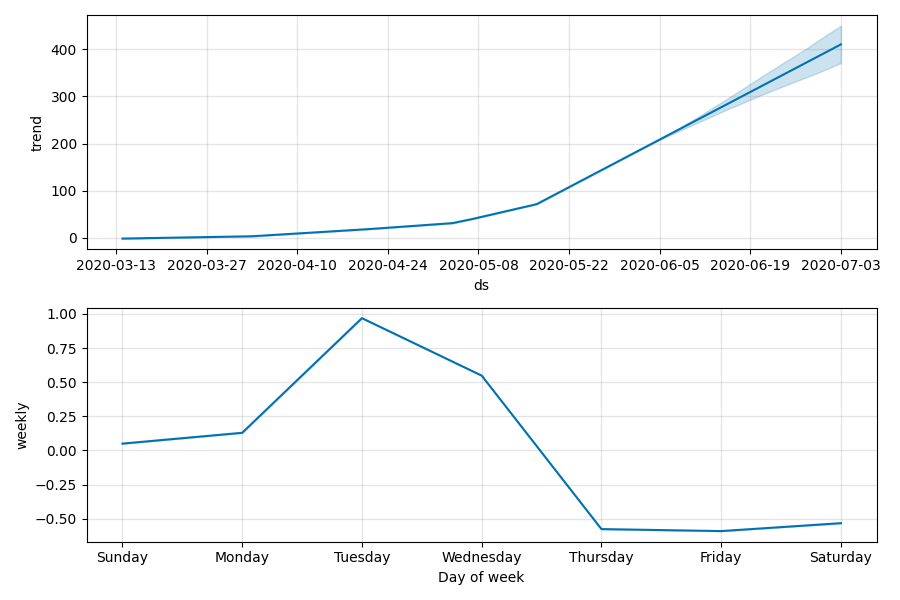 400
300
200
100
0
trend
2020-03-13 2020-03-27 2020-04-10 2020-04-24 2020-05-08 2020-05-22 2020-06-05 2020-06-19 2020-07-03
ds
1.00
0.75
0.50
0.25
0.00
−0.25
−0.50
weekly
Sunday Monday Tuesday Wednesday Thursday Friday Saturday
Day of week